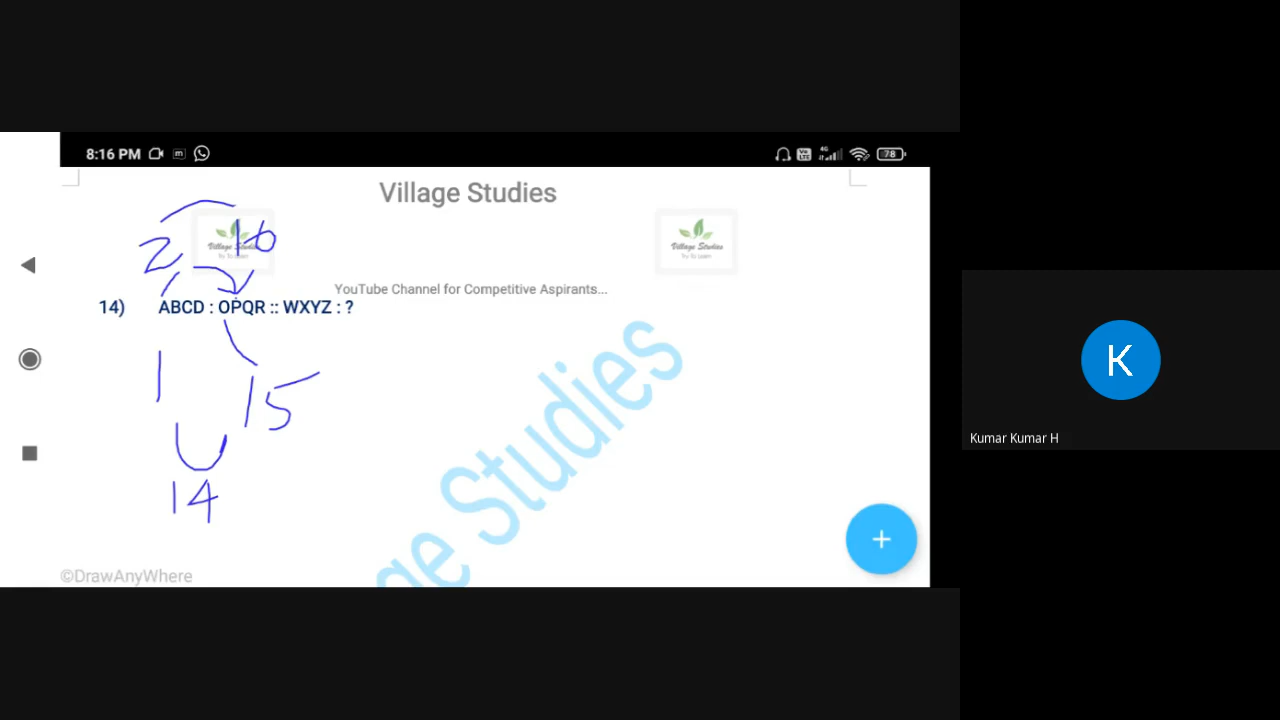 8:16 PM
78
Village Studies
2 16
YouTube Channel for Competitive Aspirants...
14) ABCD : OPQR :: WXYZ : ?
1 15
14
Village Studies
©DrawAnyWhere
K
Kumar Kumar H